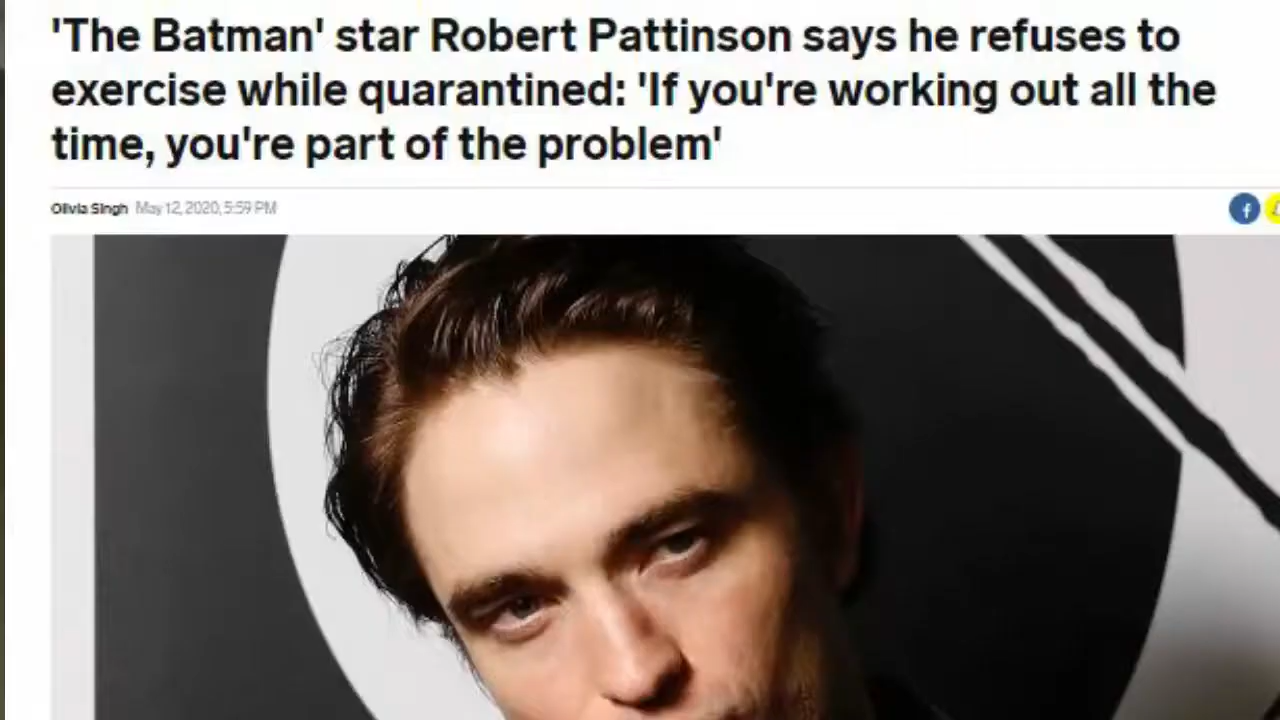 'The Batman' star Robert Pattinson says he refuses to
exercise while quarantined: 'If you're working out all the
time, you're part of the problem'
Olivia Singh May 12, 2020, 5:59 PM